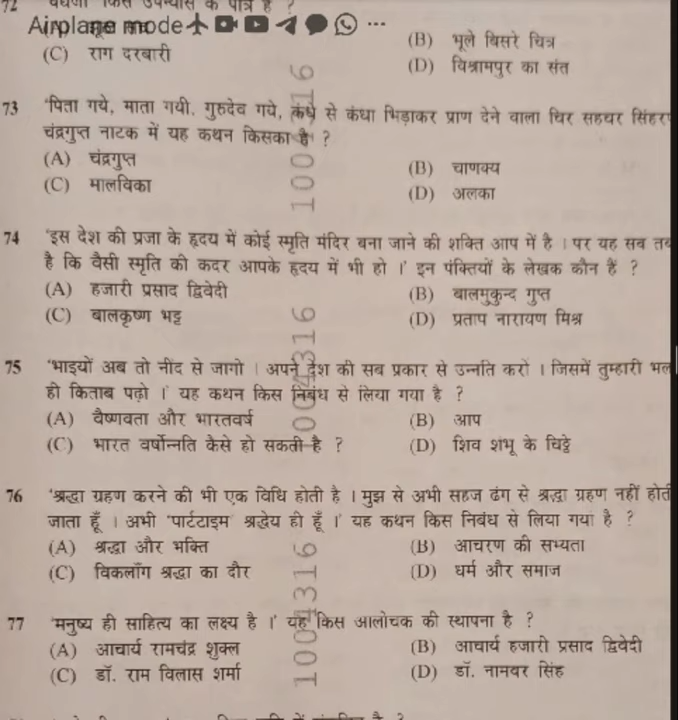 72 किस उपन्यास के पात्र हैं ?
Airplane mode ...
(B) भूले बिसरे चित्र
(C) राग दरबारी
(D) विश्रामपुर का संत
73 'पिता गये, माता गयी, गुरुदेव गये, कंधे से कंधा भिड़ाकर प्राण देने वाला चिर सहचर
चंद्रगुप्त नाटक में यह कथन किसका है ?
(A) चंद्रगुप्त
(B) चाणक्य
(C) मालविका
(D) अलका
74 'इस देश की प्रजा के हृदय में कोई स्मृति मंदिर बना जाने की शक्ति आप में है । पर यह सब
है कि वैसी स्मृति की कदर आपके हृदय में भी हो ।' इन पंक्तियों के लेखक कौन हैं ?
(A) हजारी प्रसाद द्विवेदी
(B) बालमुकुन्द गुप्त
(C) बालकृष्ण भट्ट
(D) प्रताप नारायण मिश्र
75 'भाइयों अब तो नींद से जागो । अपने देश की सब प्रकार से उन्नति करो । जिसमें तुम्हारी
ही किताब पढ़ो ।' यह कथन किस निबंध से लिया गया है ?
(A) वैष्णवता और भारतवर्ष
(B) आप
(C) भारत वर्षोन्नति कैसे हो सकती है ?
(D) शिव शंभू के चिट्ठे
76 'श्रद्धा ग्रहण करने की भी एक विधि होती है । मुझ से अभी सहज ढंग से श्रद्धा ग्रहण नहीं
जाता हूँ । अभी 'पार्टटाइम' श्रद्धेय ही हूँ ।' यह कथन किस निबंध से लिया गया है ?
(A) श्रद्धा और भक्ति
(B) आचरण की सभ्यता
(C) विकलाँग श्रद्धा का दौर
(D) धर्म और समाज
77 'मनुष्य ही साहित्य का लक्ष्य है ।' यह किस आलोचक की स्थापना है ?
(A) आचार्य रामचंद्र शुक्ल
(B) आचार्य हजारी प्रसाद द्विवेदी
(C) डॉ. राम विलास शर्मा
(D) डॉ. नामवर सिंह
1004316